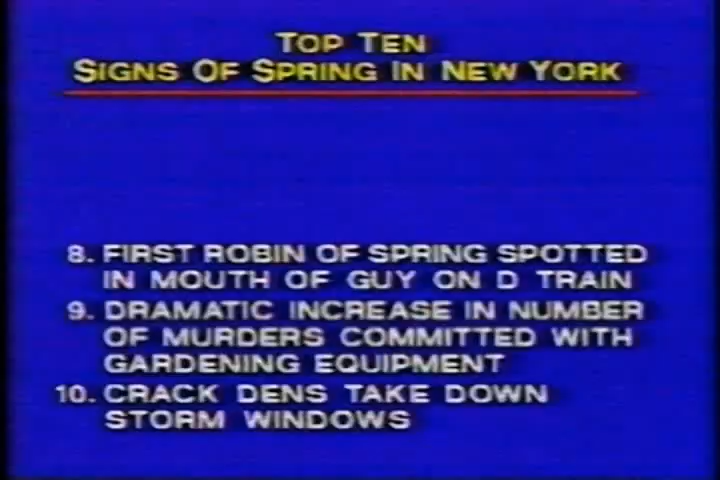 TOP TEN
SIGNS OF SPRING IN NEW YORK
8. FIRST ROBIN OF SPRING SPOTTED
IN MOUTH OF GUY ON D TRAIN
9. DRAMATIC INCREASE IN NUMBER
OF MURDERS COMMITTED WITH
GARDENING EQUIPMENT
10. CRACK DENS TAKE DOWN
STORM WINDOWS